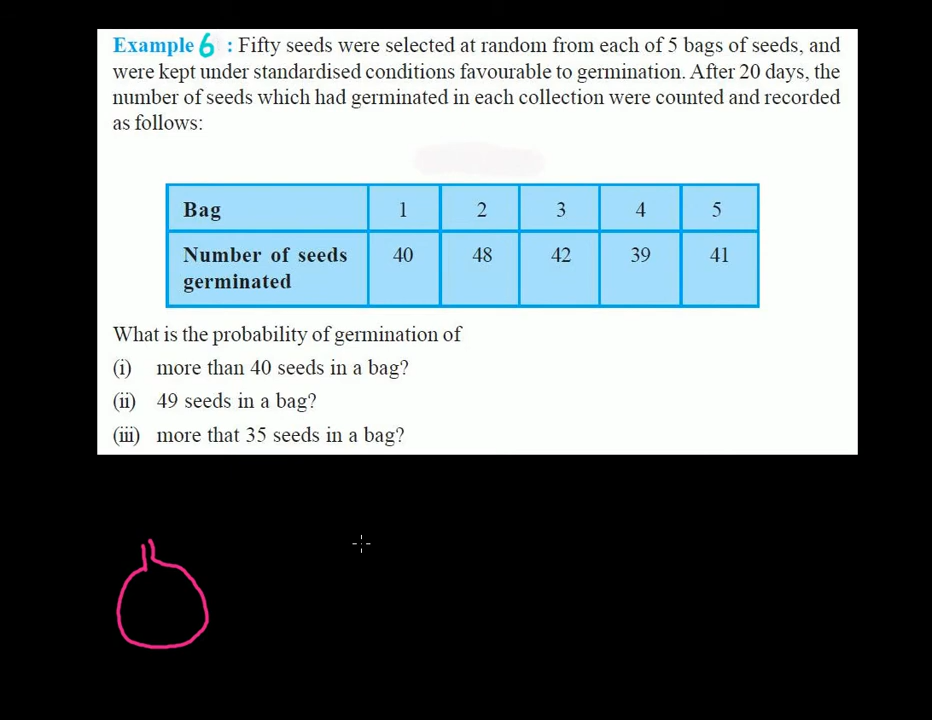 Example 6 : Fifty seeds were selected at random from each of 5 bags of seeds, and
were kept under standardised conditions favourable to germination. After 20 days, the
number of seeds which had germinated in each collection were counted and recorded
as follows:
Bag 1 2 3 4 5
Number of seeds 40 48 42 39 41
germinated
What is the probability of germination of
(i) more than 40 seeds in a bag?
(ii) 49 seeds in a bag?
(iii) more that 35 seeds in a bag?